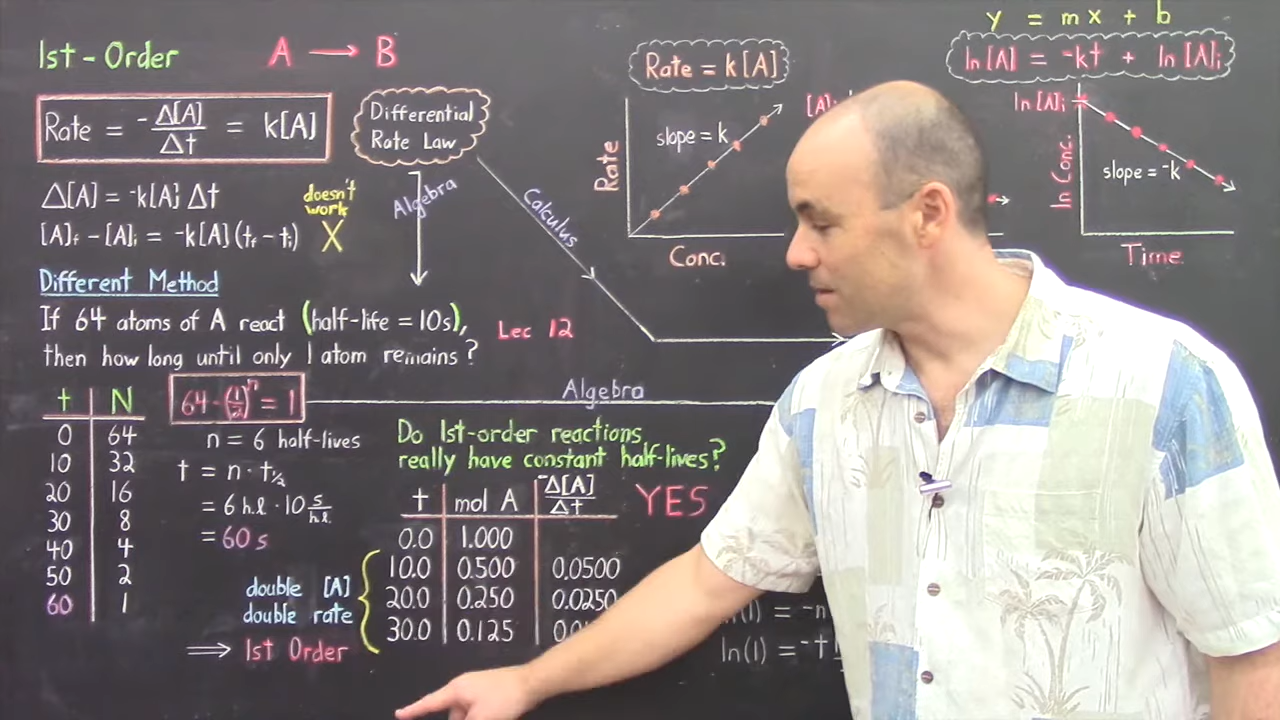 1st-Order A → B
Rate = -Δ[A]/Δt = k[A]
Differential
Rate Law
Δ[A] = -k[A]ᵢ Δt
[A]f - [A]ᵢ = -k[A](tf - tᵢ)
doesn't
work
X
Algebra
Calculus
Different Method
If 64 atoms of A react (half-life = 10s),
then how long until only 1 atom remains?
Lec 12
t N
0 64
10 32
20 16
30 8
40 4
50 2
60 1
64·(1/2)ⁿ = 1
n = 6 half-lives
t = n·t½
= 6 h.l. · 10 s/h.l.
= 60 s
Algebra
Do 1st-order reactions
really have constant half-lives?
YES
t mol A -Δ[A]/Δt
0.0 1.000
10.0 0.500 0.0500
20.0 0.250 0.0250
30.0 0.125
double [A]
double rate
⟹ 1st Order
Rate = k[A]
Rate
slope = k
Conc.
y = mx + b
ln[A] = -kt + ln[A]ᵢ
ln[A]ᵢ
ln Conc.
slope = -k
Time
ln(1) = -t